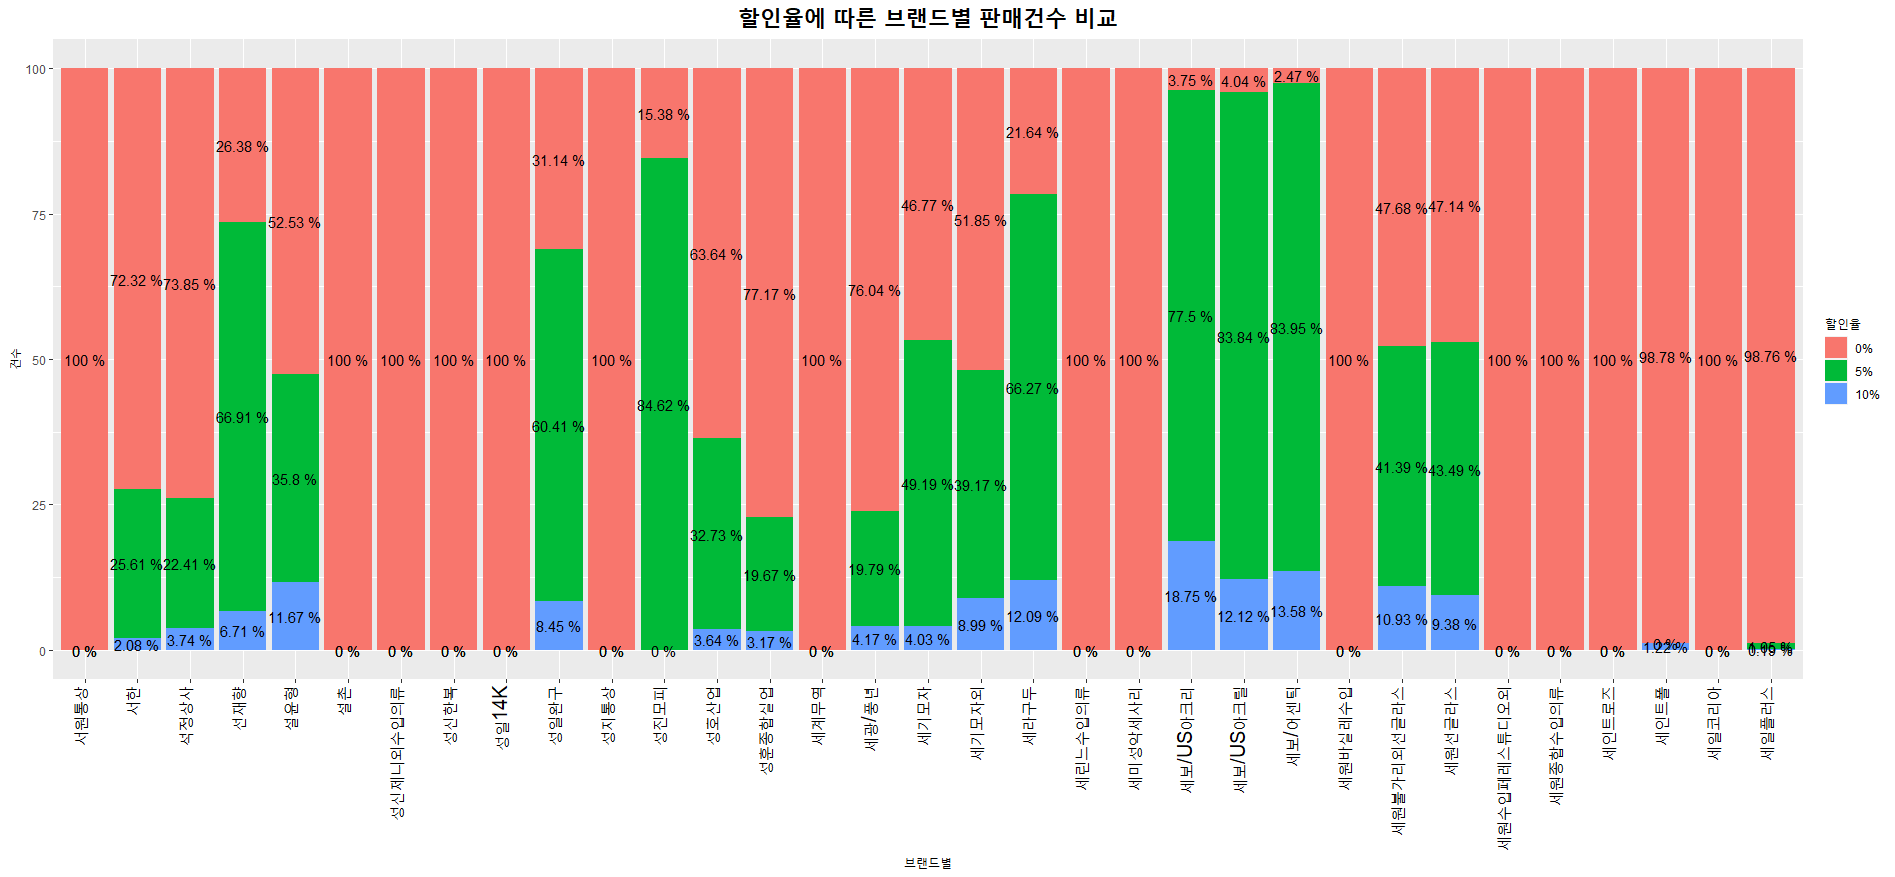 할인율에 따른 브랜드별 판매건수 비교
건수
100
75
50
25
0
100 % 72.32 % 73.85 % 26.38 % 52.53 % 100 % 100 % 100 % 100 % 31.14 % 100 % 15.38 % 63.64 % 77.17 % 100 % 76.04 % 46.77 % 51.85 % 21.64 % 100 % 100 % 3.75 % 4.04 % 2.47 % 100 % 47.68 % 47.14 % 100 % 100 % 100 % 98.78 % 100 % 98.76 %
0 % 25.61 % 22.41 % 66.91 % 35.8 % 0 % 0 % 0 % 0 % 60.41 % 0 % 84.62 % 32.73 % 19.67 % 0 % 19.79 % 49.19 % 39.17 % 66.27 % 0 % 0 % 77.5 % 83.84 % 83.95 % 0 % 41.39 % 43.49 % 0 % 0 % 0 % 0 % 0 %
2.08 % 3.74 % 6.71 % 11.67 % 8.45 % 0 % 3.64 % 3.17 % 4.17 % 4.03 % 8.99 % 12.09 % 18.75 % 12.12 % 13.58 % 10.93 % 9.38 % 1.22 %
서원통상
서한
석정상사
선재향
설윤형
설촌
성신제니외수입의류
성신한복
성일14K
성일완구
성지통상
성진모피
성호산업
성훈종합실업
세계무역
세광/풍년
세기모자
세기모자외
세라구두
세린느수입의류
세미성악세사리
세보/US아크리
세보/US아크릴
세보/어센틱
세원바실레수입
세원불가리외선글라스
세원선글라스
세원수입페레스튜디오외
세원종합수입의류
세인트로즈
세인트폴
세일코리아
세일플러스
브랜드별
할인율
0%
5%
10%